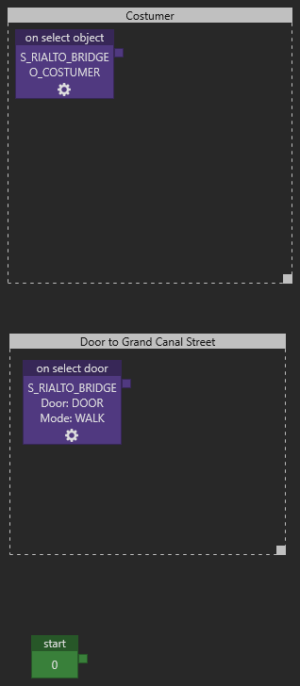 Costumer
on select object
S_RIALTO_BRIDGE
O_COSTUMER
Door to Grand Canal Street
on select door
S_RIALTO_BRIDGE
Door: DOOR
Mode: WALK
start
0